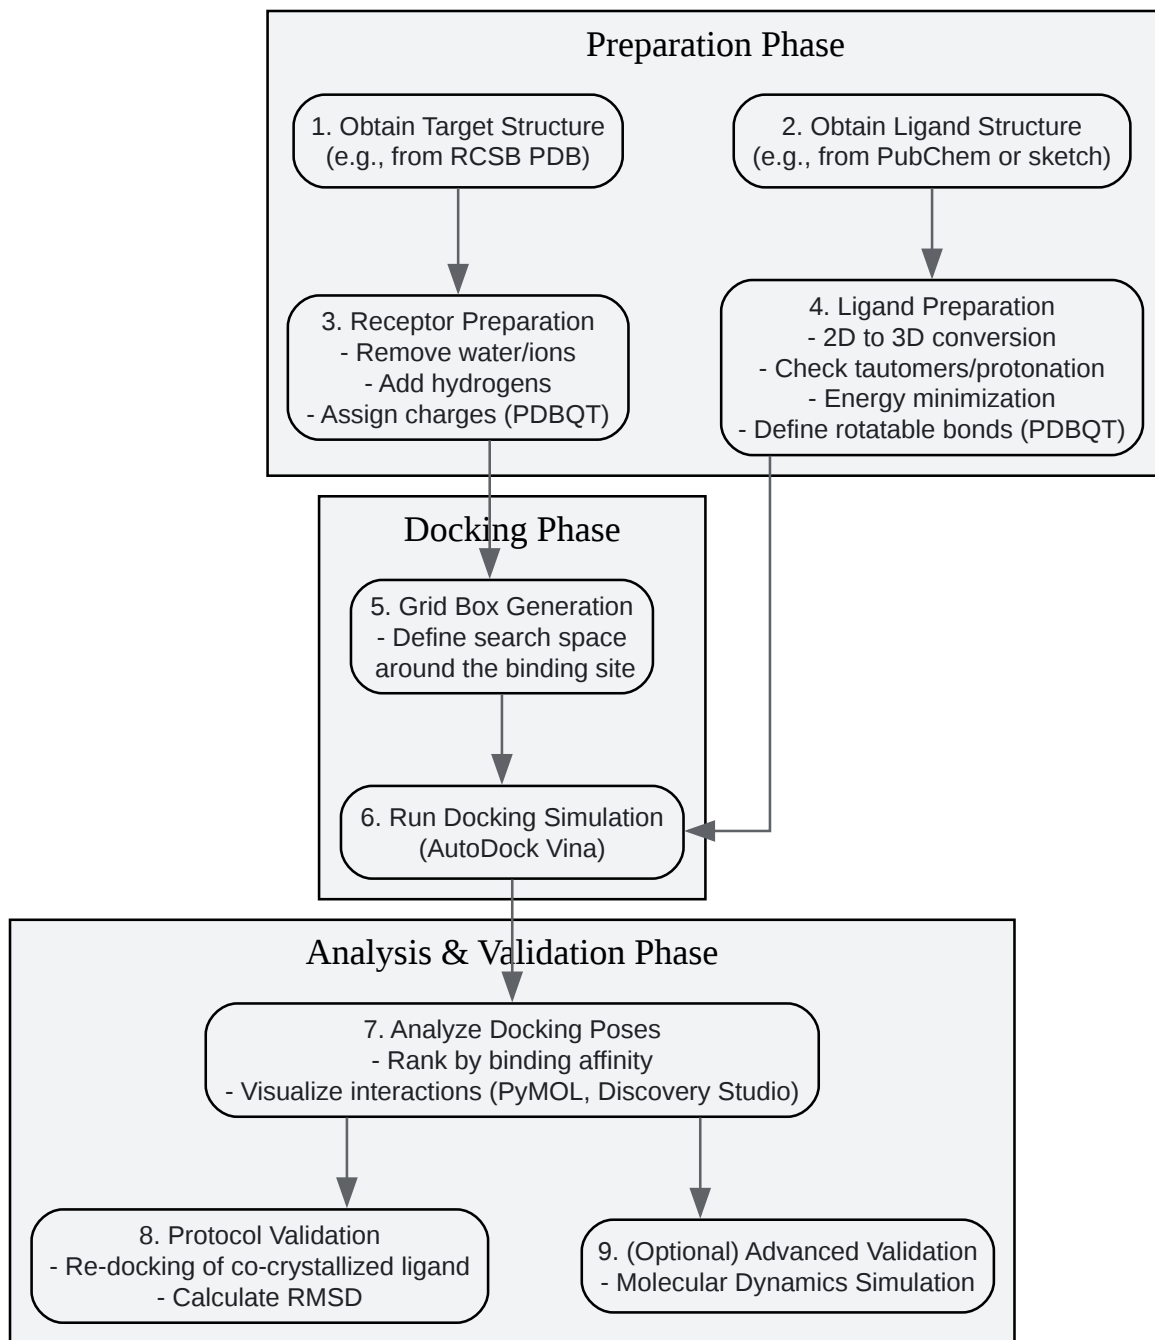 Preparation Phase
1. Obtain Target Structure
(e.g., from RCSB PDB)
2. Obtain Ligand Structure
(e.g., from PubChem or sketch)
3. Receptor Preparation
- Remove water/ions
- Add hydrogens
- Assign charges (PDBQT)
4. Ligand Preparation
- 2D to 3D conversion
- Check tautomers/protonation
- Energy minimization
- Define rotatable bonds (PDBQT)
Docking Phase
5. Grid Box Generation
- Define search space
around the binding site
6. Run Docking Simulation
(AutoDock Vina)
Analysis & Validation Phase
7. Analyze Docking Poses
- Rank by binding affinity
- Visualize interactions (PyMOL, Discovery Studio)
8. Protocol Validation
- Re-docking of co-crystallized ligand
- Calculate RMSD
9. (Optional) Advanced Validation
- Molecular Dynamics Simulation